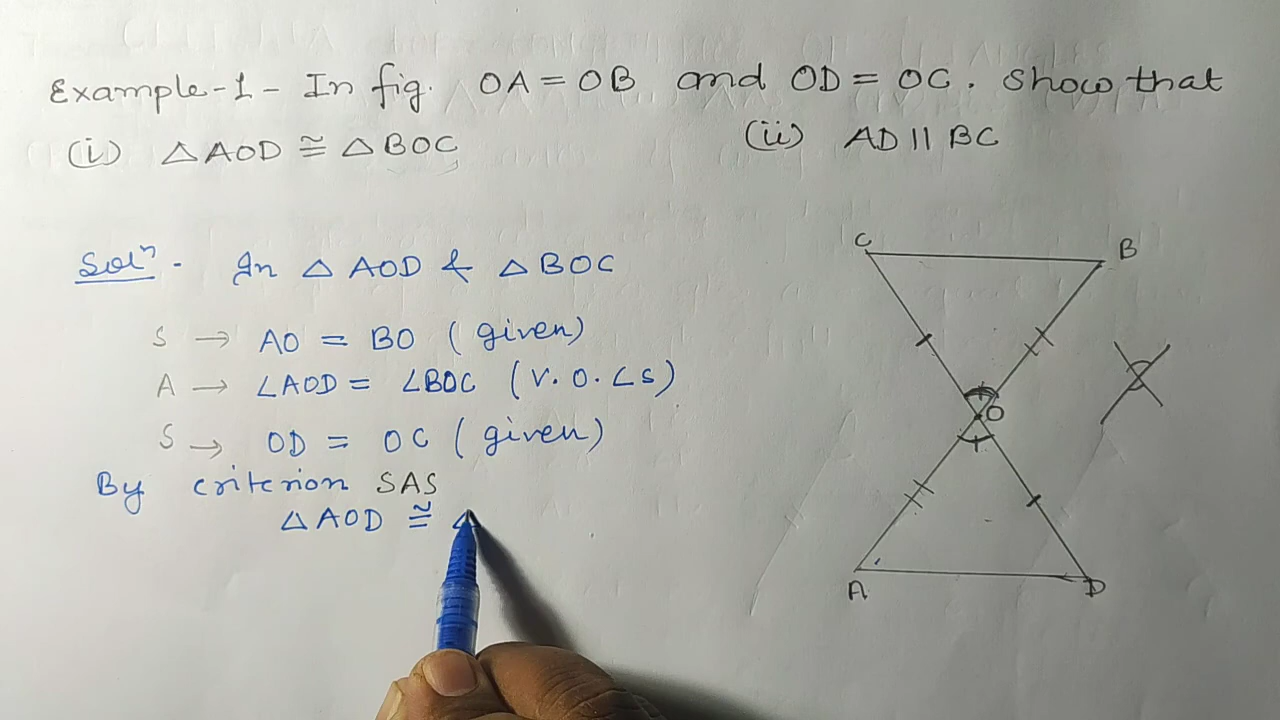 Example-1- In fig. OA = OB and OD = OC. Show that
(i) △AOD ≅ △BOC (ii) AD || BC
Solⁿ. In △ AOD & △ BOC
S → AO = BO (given)
A → ∠AOD = ∠BOC (V.O.∠s)
S → OD = OC (given)
By criterion SAS
△AOD ≅ △
C
B
O
A
D